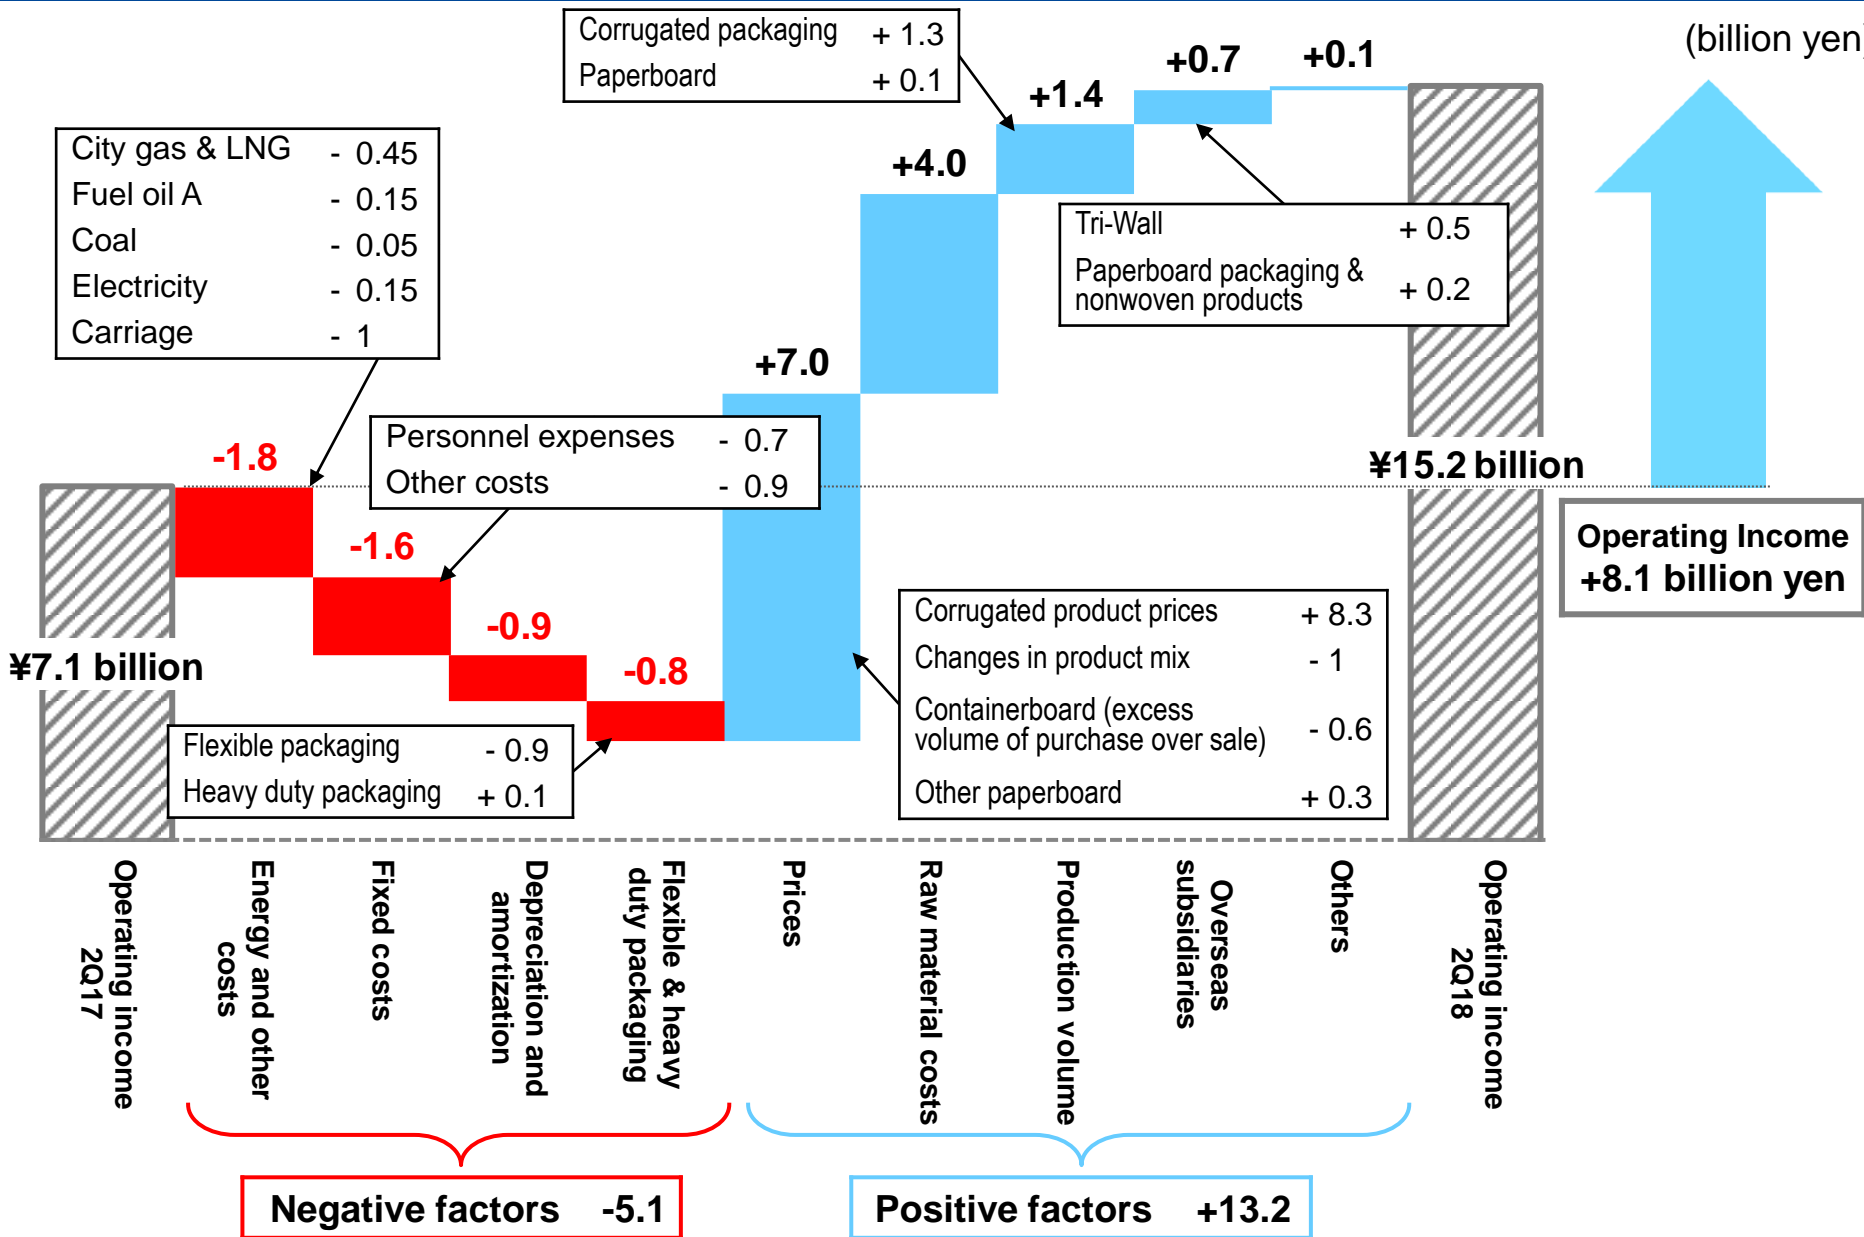 (billion yen)
Corrugated packaging + 1.3
Paperboard + 0.1
+1.4
+0.7
+0.1
City gas & LNG - 0.45
Fuel oil A - 0.15
Coal - 0.05
Electricity - 0.15
Carriage - 1
+4.0
Tri-Wall + 0.5
Paperboard packaging &
nonwoven products + 0.2
+7.0
-1.8
Personnel expenses - 0.7
Other costs - 0.9
¥15.2 billion
-1.6
Operating Income
+8.1 billion yen
-0.9
¥7.1 billion
-0.8
Corrugated product prices + 8.3
Changes in product mix - 1
Containerboard (excess
volume of purchase over sale) - 0.6
Other paperboard + 0.3
Flexible packaging - 0.9
Heavy duty packaging + 0.1
Operating income
2Q17
Energy and other
costs
Fixed costs
Depreciation and
amortization
Flexible & heavy
duty packaging
Prices
Raw material costs
Production volume
Overseas
subsidiaries
Others
Operating income
2Q18
Negative factors -5.1
Positive factors +13.2